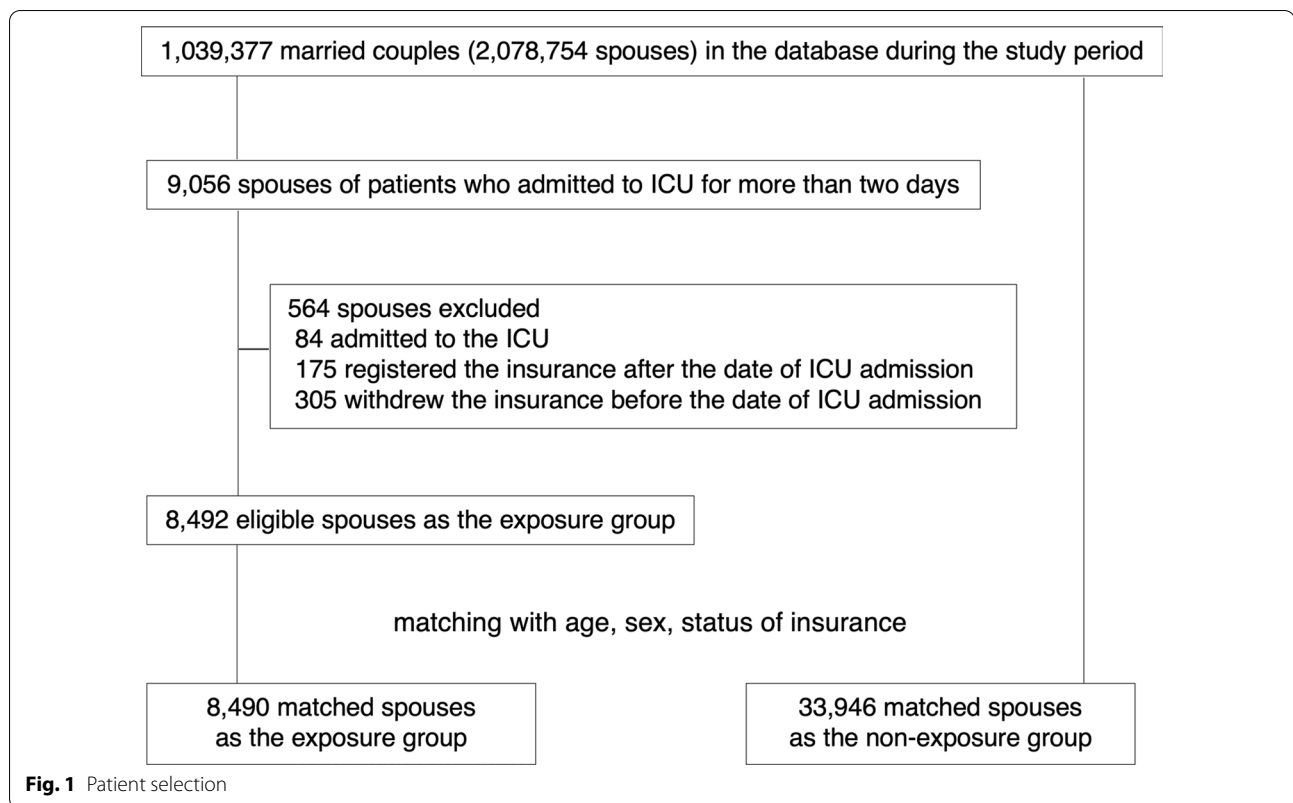 1,039,377 married couples (2,078,754 spouses) in the database during the study period
9,056 spouses of patients who admitted to ICU for more than two days
564 spouses excluded
84 admitted to the ICU
175 registered the insurance after the date of ICU admission
305 withdrew the insurance before the date of ICU admission
8,492 eligible spouses as the exposure group
matching with age, sex, status of insurance
8,490 matched spouses
as the exposure group
33,946 matched spouses
as the non-exposure group
Fig. 1 Patient selection